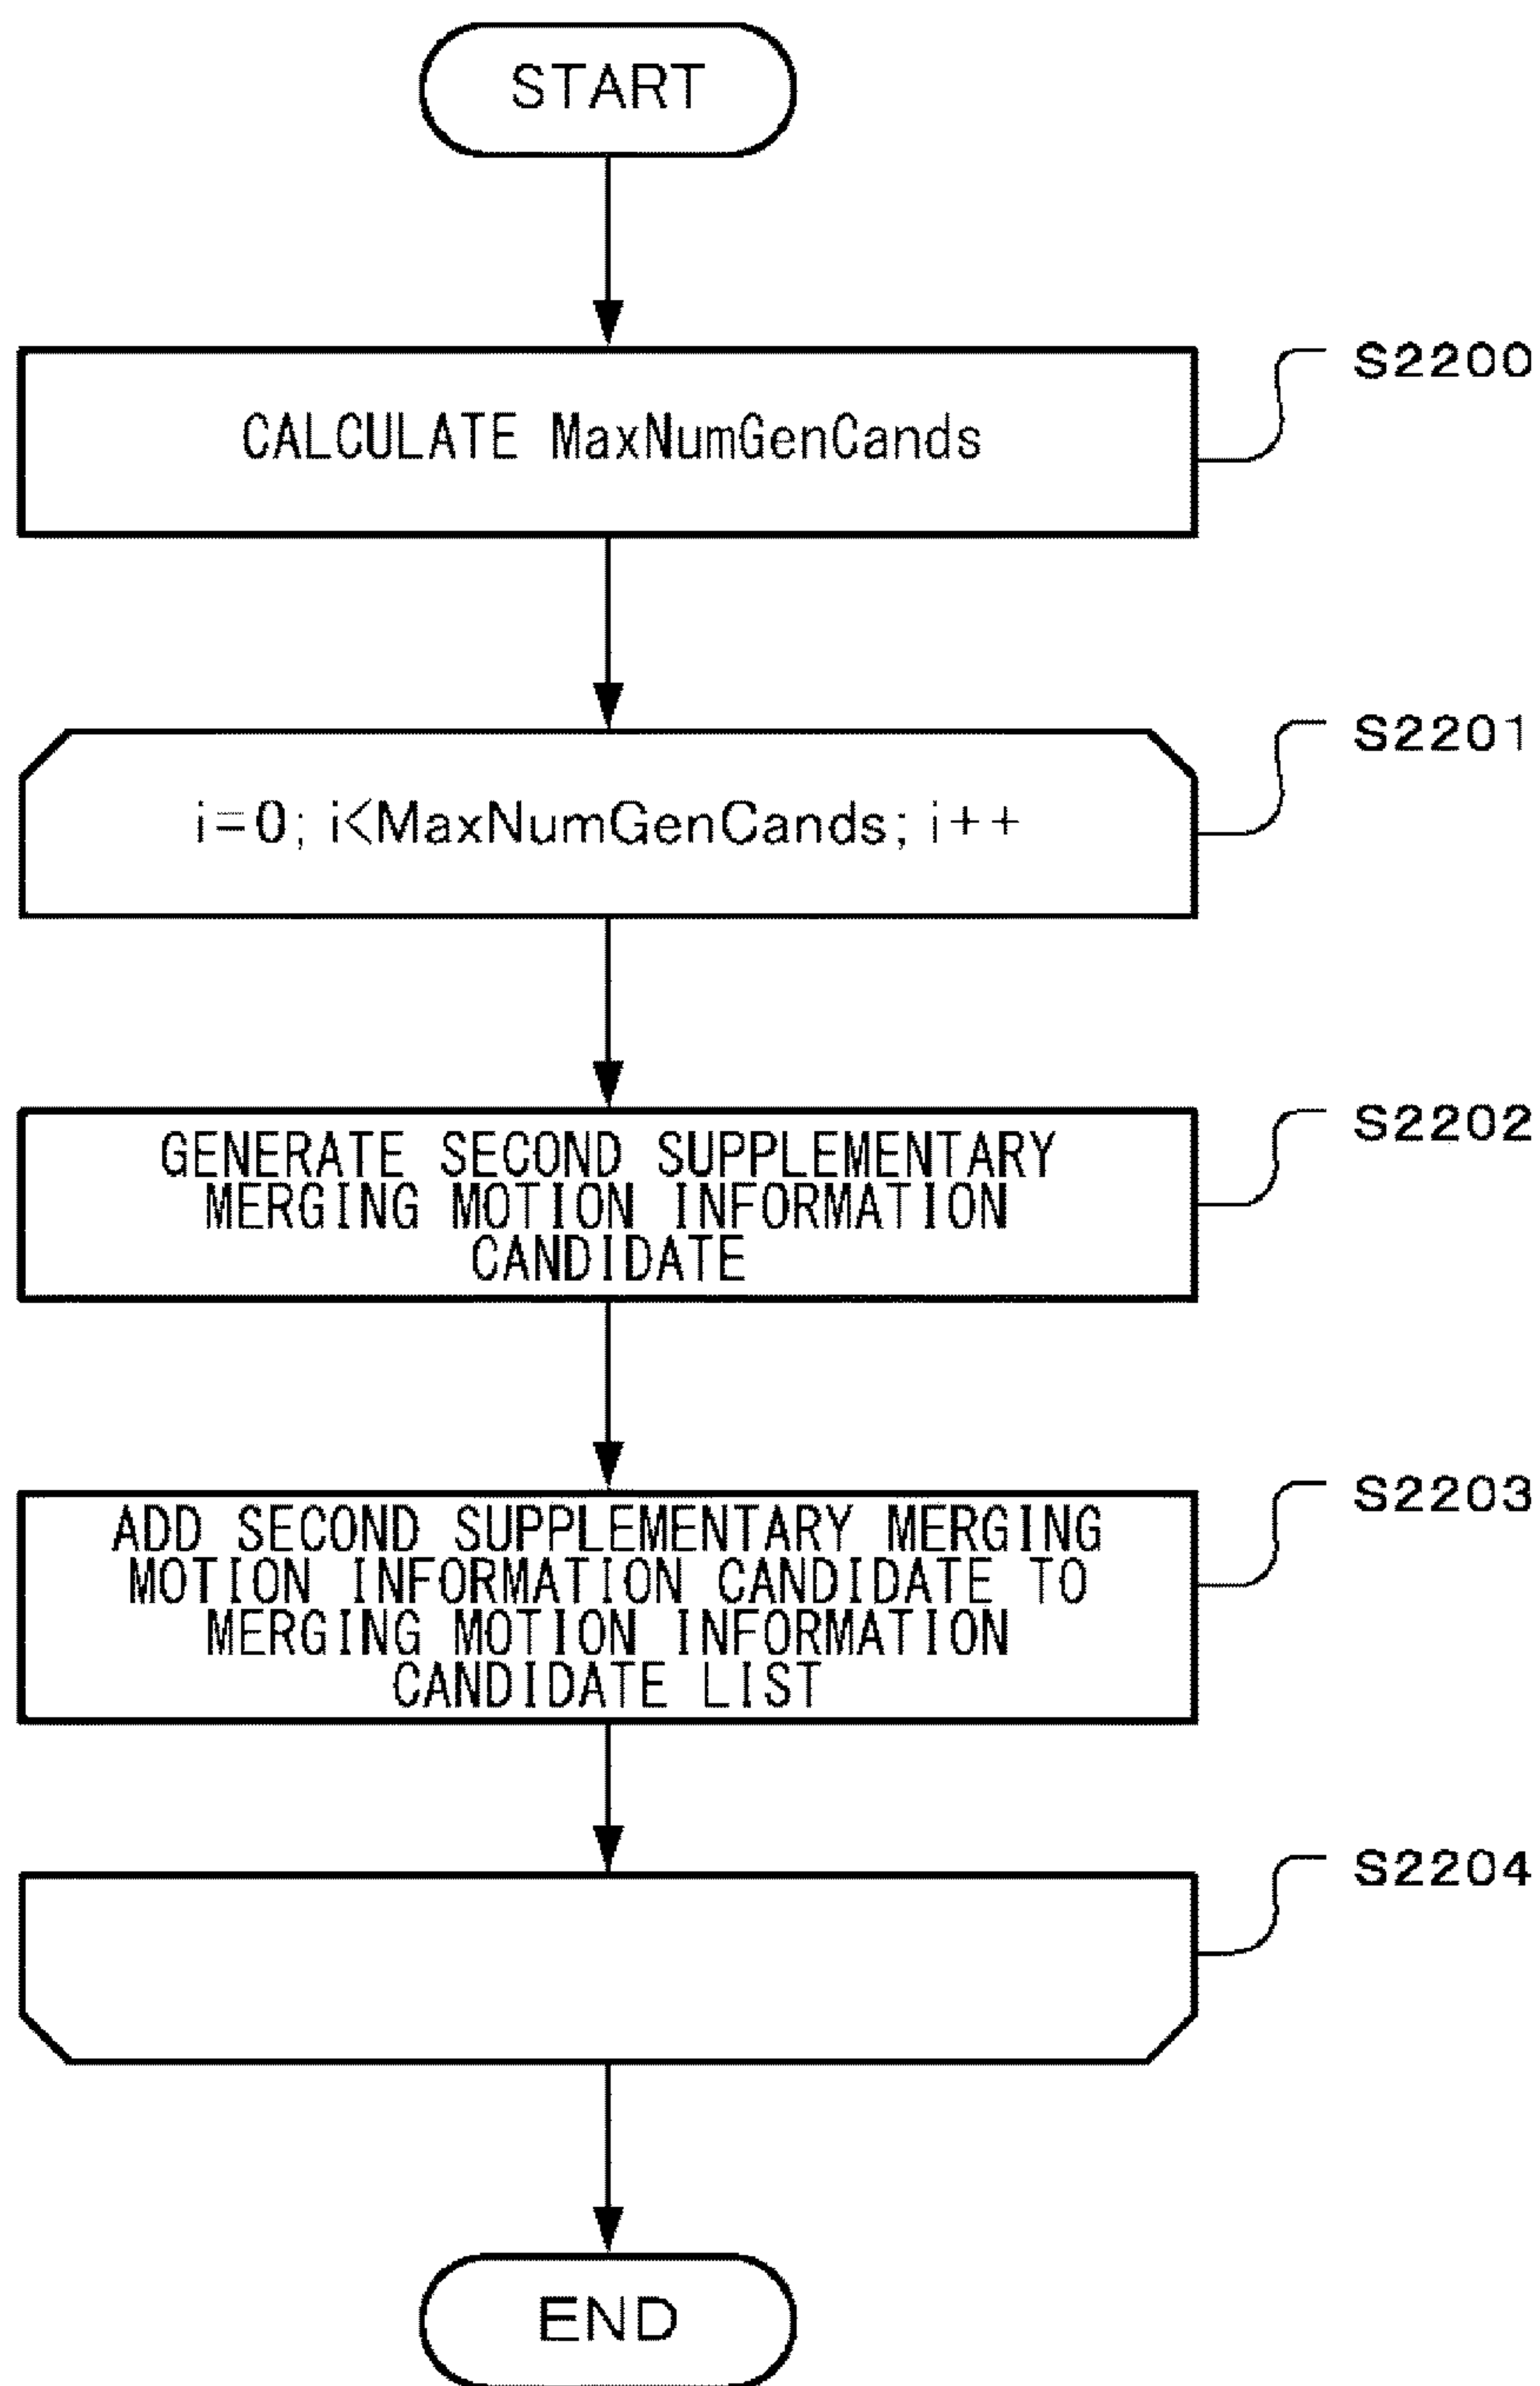 START
CALCULATE MaxNumGenCands
S2200
i=0; i<MaxNumGenCands; i++
S2201
GENERATE SECOND SUPPLEMENTARY
MERGING MOTION INFORMATION
CANDIDATE
S2202
ADD SECOND SUPPLEMENTARY MERGING
MOTION INFORMATION CANDIDATE TO
MERGING MOTION INFORMATION
CANDIDATE LIST
S2203
S2204
END